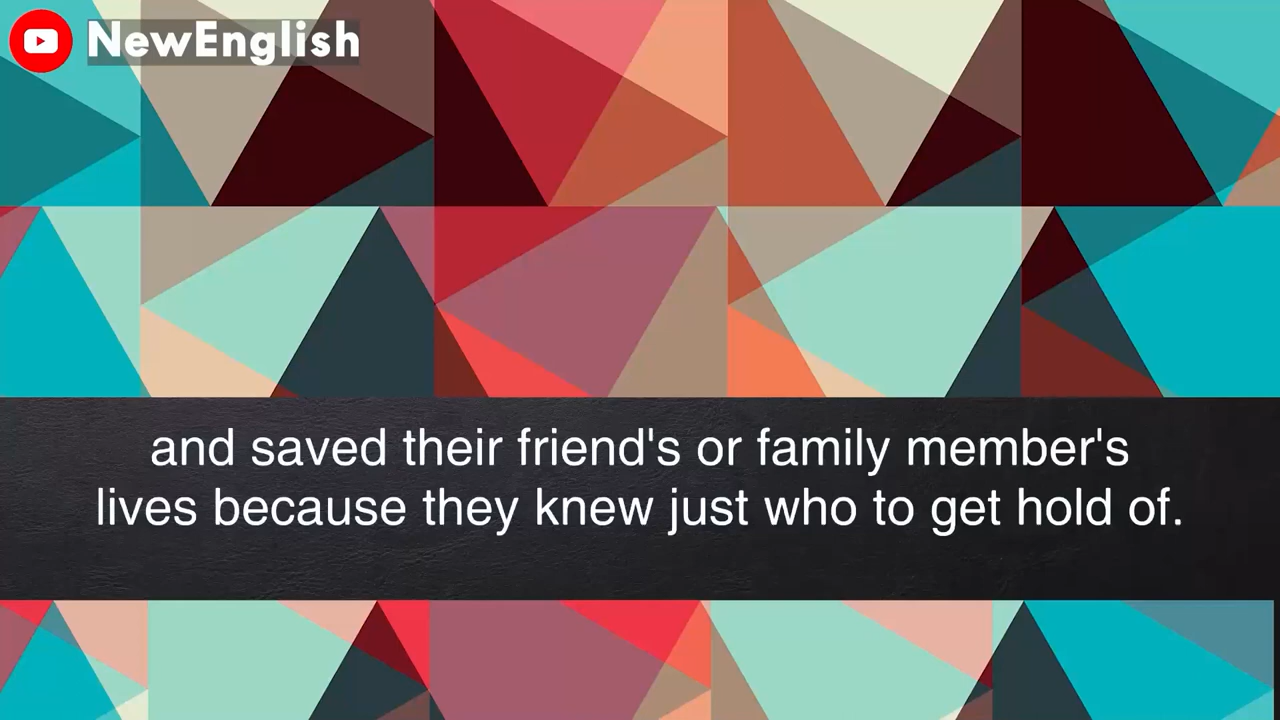 NewEnglish
and saved their friend's or family member's
lives because they knew just who to get hold of.